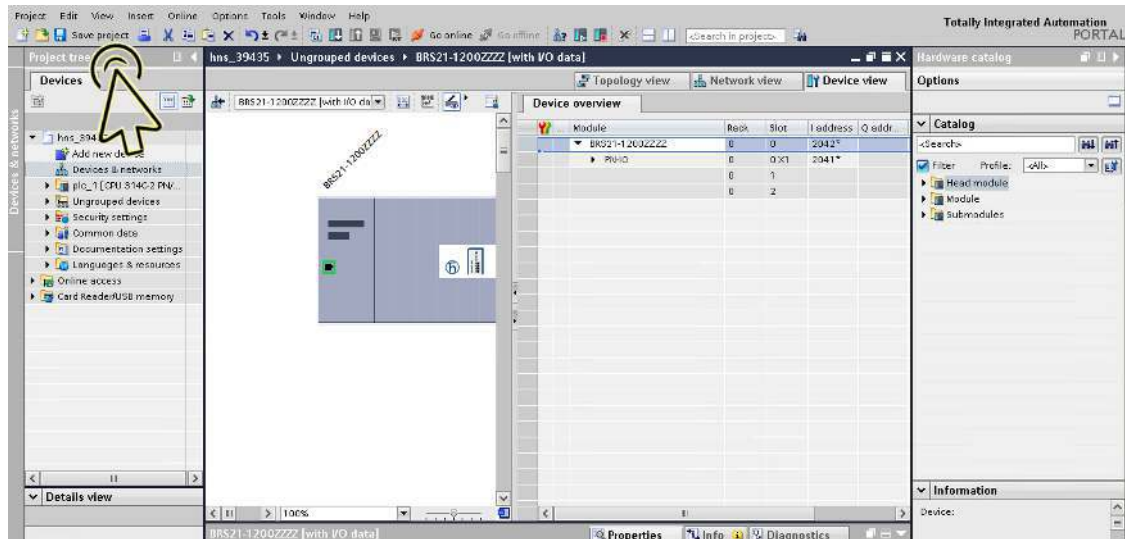 Project Edit View Insert Online Options Tools Window Help
Totally Integrated Automation
PORTAL
Save project
Go online
Go offline
<Search in project>
Project tree
hns_39435 ▸ Ungrouped devices ▸ BRS21-1200ZZZZ [with I/O data]
Hardware catalog
Devices
Topology view
Network view
Device view
Options
BRS21-1200ZZZZ [with I/O da
Device overview
Devices & networks
Module Rack Slot I address Q addr...
BRS21-1200ZZZZ 0 0 2042*
PN-IO 0 0 X1 2041*
0 1
0 2
Add new de
Devices & networks
plc_1 [CPU 314C-2 PN/...
Ungrouped devices
Security settings
Common data
Documentation settings
Languages & resources
Online access
Card Reader/USB memory
BRS21-1200ZZZZ
Catalog
<Search>
Filter Profile: <All>
Head module
Module
Submodules
Details view
100%
Information
Device:
BRS21-1200ZZZZ [with I/O data]
Properties
Info
Diagnostics